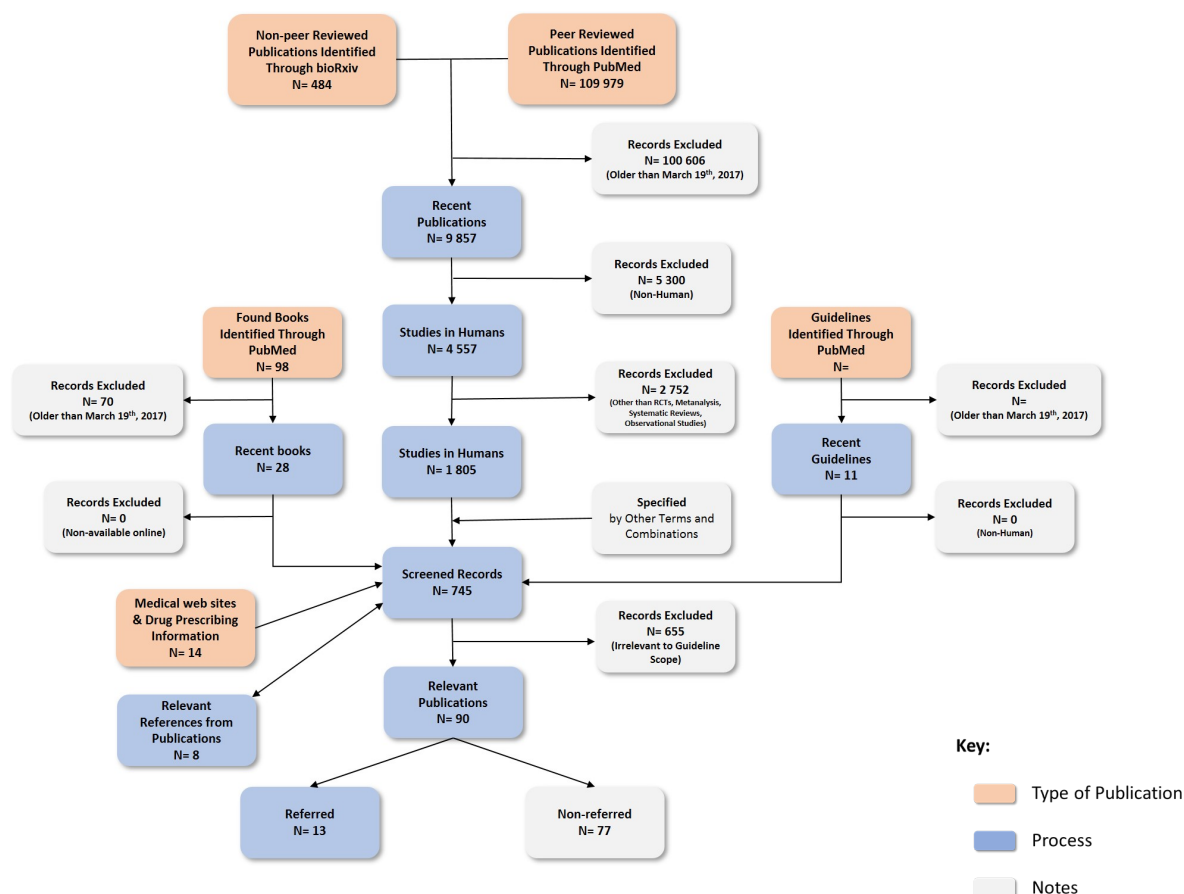 Non-peer Reviewed
Publications Identified
Through bioRxiv
N= 484
Peer Reviewed
Publications Identified
Through PubMed
N= 109 979
Records Excluded
N= 100 606
(Older than March 19th, 2017)
Recent
Publications
N= 9 857
Records Excluded
N= 5 300
(Non-Human)
Found Books
Identified Through
PubMed
N= 98
Studies in Humans
N= 4 557
Guidelines
Identified Through
PubMed
N=
Records Excluded
N= 70
(Older than March 19th, 2017)
Records Excluded
N= 2 752
(Other than RCTs, Metanalysis,
Systematic Reviews,
Observational Studies)
Records Excluded
N=
(Older than March 19th, 2017)
Recent books
N= 28
Studies in Humans
N= 1 805
Recent
Guidelines
N= 11
Records Excluded
N= 0
(Non-available online)
Specified
by Other Terms and
Combinations
Records Excluded
N= 0
(Non-Human)
Screened Records
N= 745
Medical web sites
& Drug Prescribing
Information
N= 14
Records Excluded
N= 655
(Irrelevant to Guideline
Scope)
Relevant
References from
Publications
N= 8
Relevant
Publications
N= 90
Referred
N= 13
Non-referred
N= 77
Key:
Type of Publication
Process
Notes